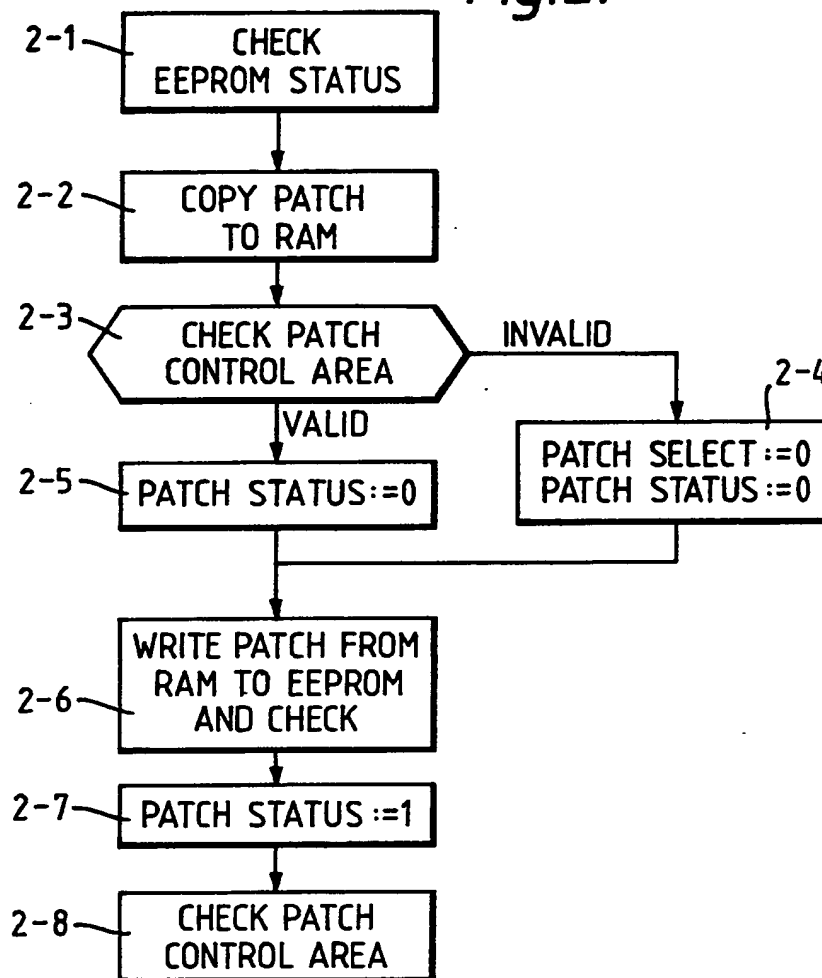 2-1
CHECK
EEPROM STATUS
2-2
COPY PATCH
TO RAM
2-3
CHECK PATCH
CONTROL AREA
INVALID
VALID
2-4
PATCH SELECT :=0
PATCH STATUS :=0
2-5
PATCH STATUS :=0
2-6
WRITE PATCH FROM
RAM TO EEPROM
AND CHECK
2-7
PATCH STATUS :=1
2-8
CHECK PATCH
CONTROL AREA